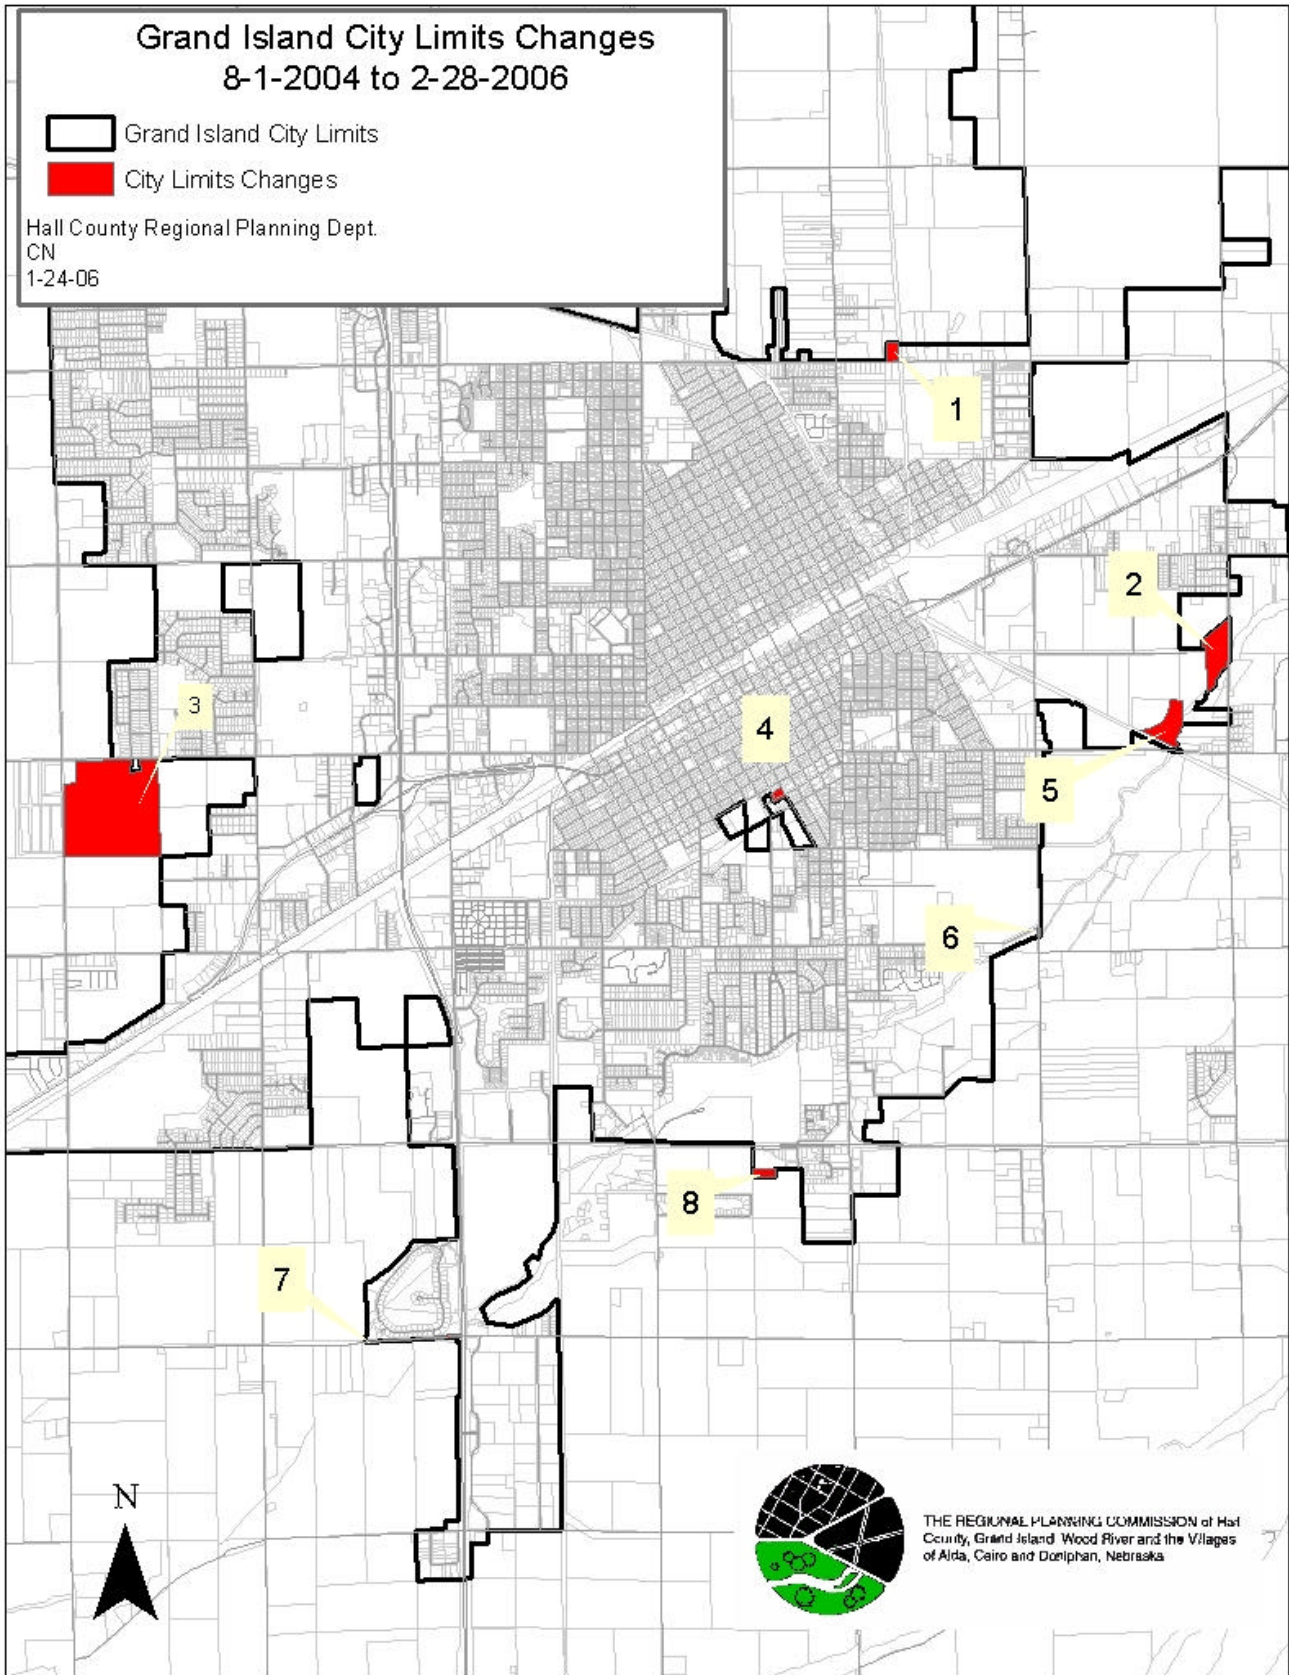 Grand Island City Limits Changes
8-1-2004 to 2-28-2006
Grand Island City Limits
City Limits Changes
Hall County Regional Planning Dept.
CN
1-24-06
1
2
3
4
5
6
8
7
N
THE REGIONAL PLANNING COMMISSION of Hall
County, Grand Island, Wood River and the Villages
of Alda, Cairo and Doniphan, Nebraska